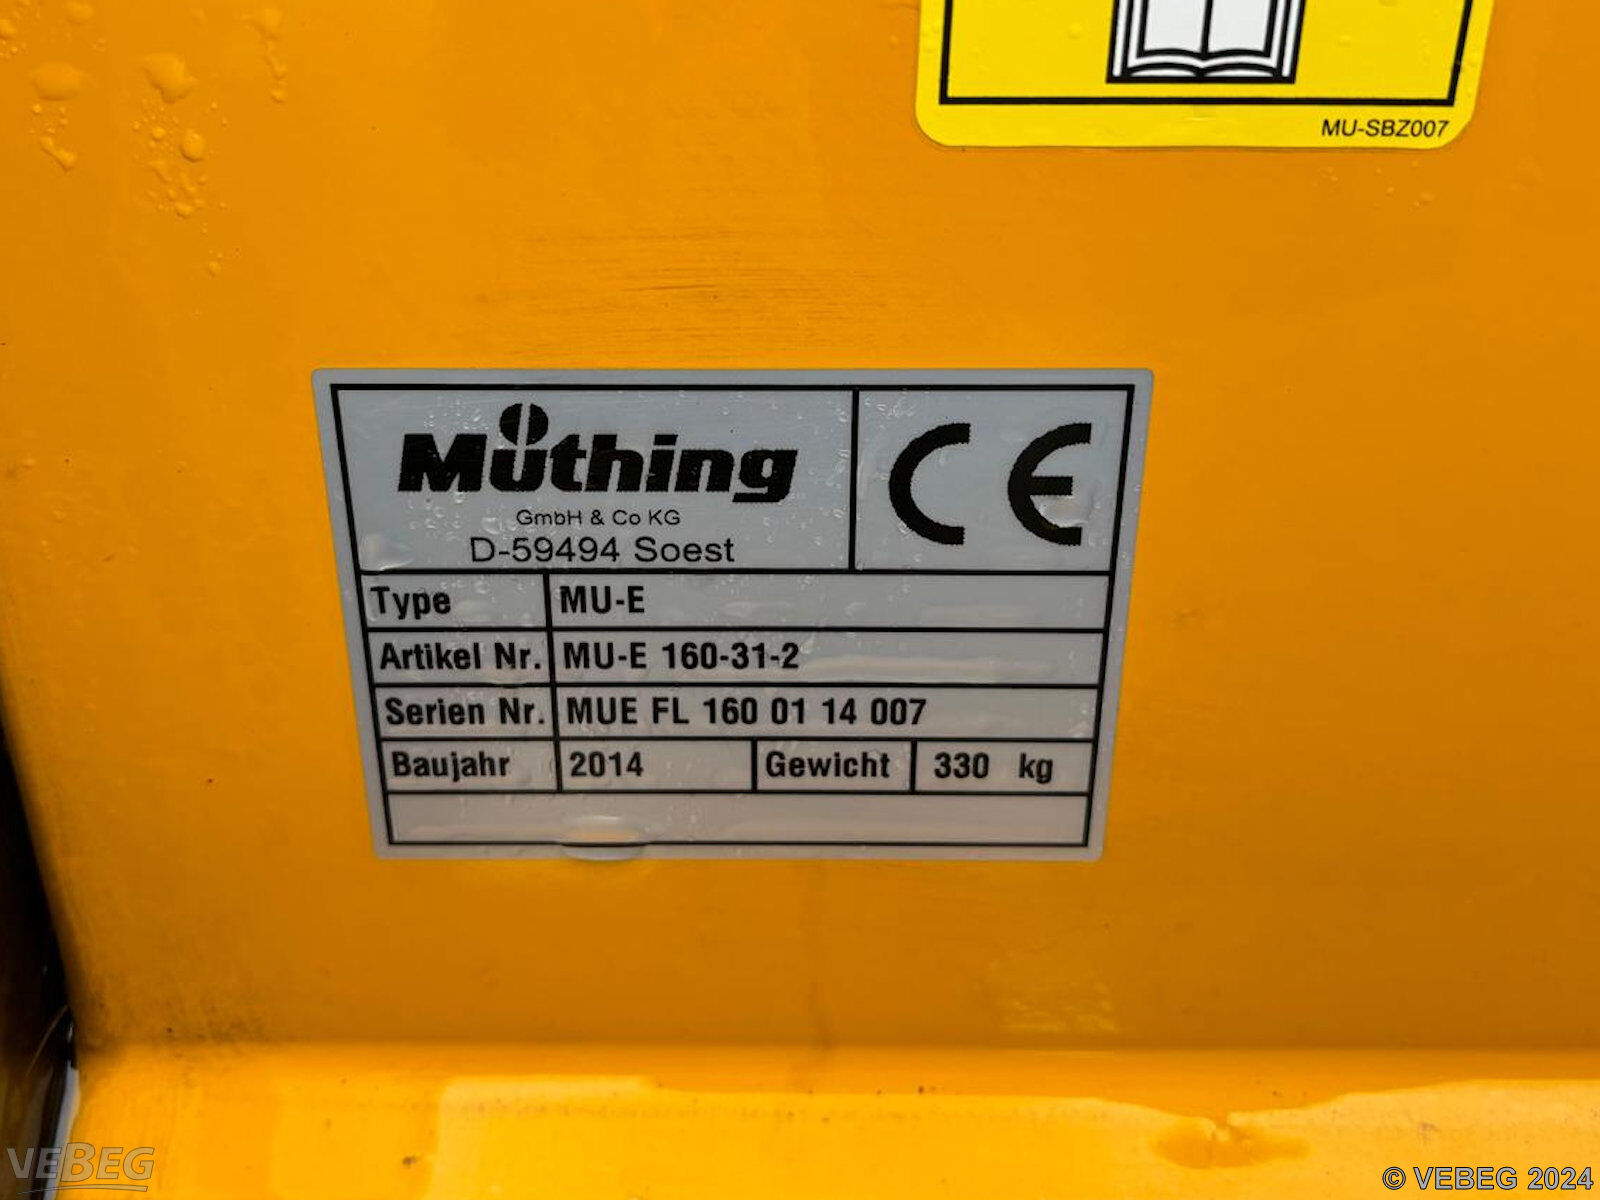 MU-SBZ007
Müthing
GmbH & Co KG
D-59494 Soest
CE
Type MU-E
Artikel Nr. MU-E 160-31-2
Serien Nr. MUE FL 160 01 14 007
Baujahr 2014 Gewicht 330 kg
VEBEG
© VEBEG 2024